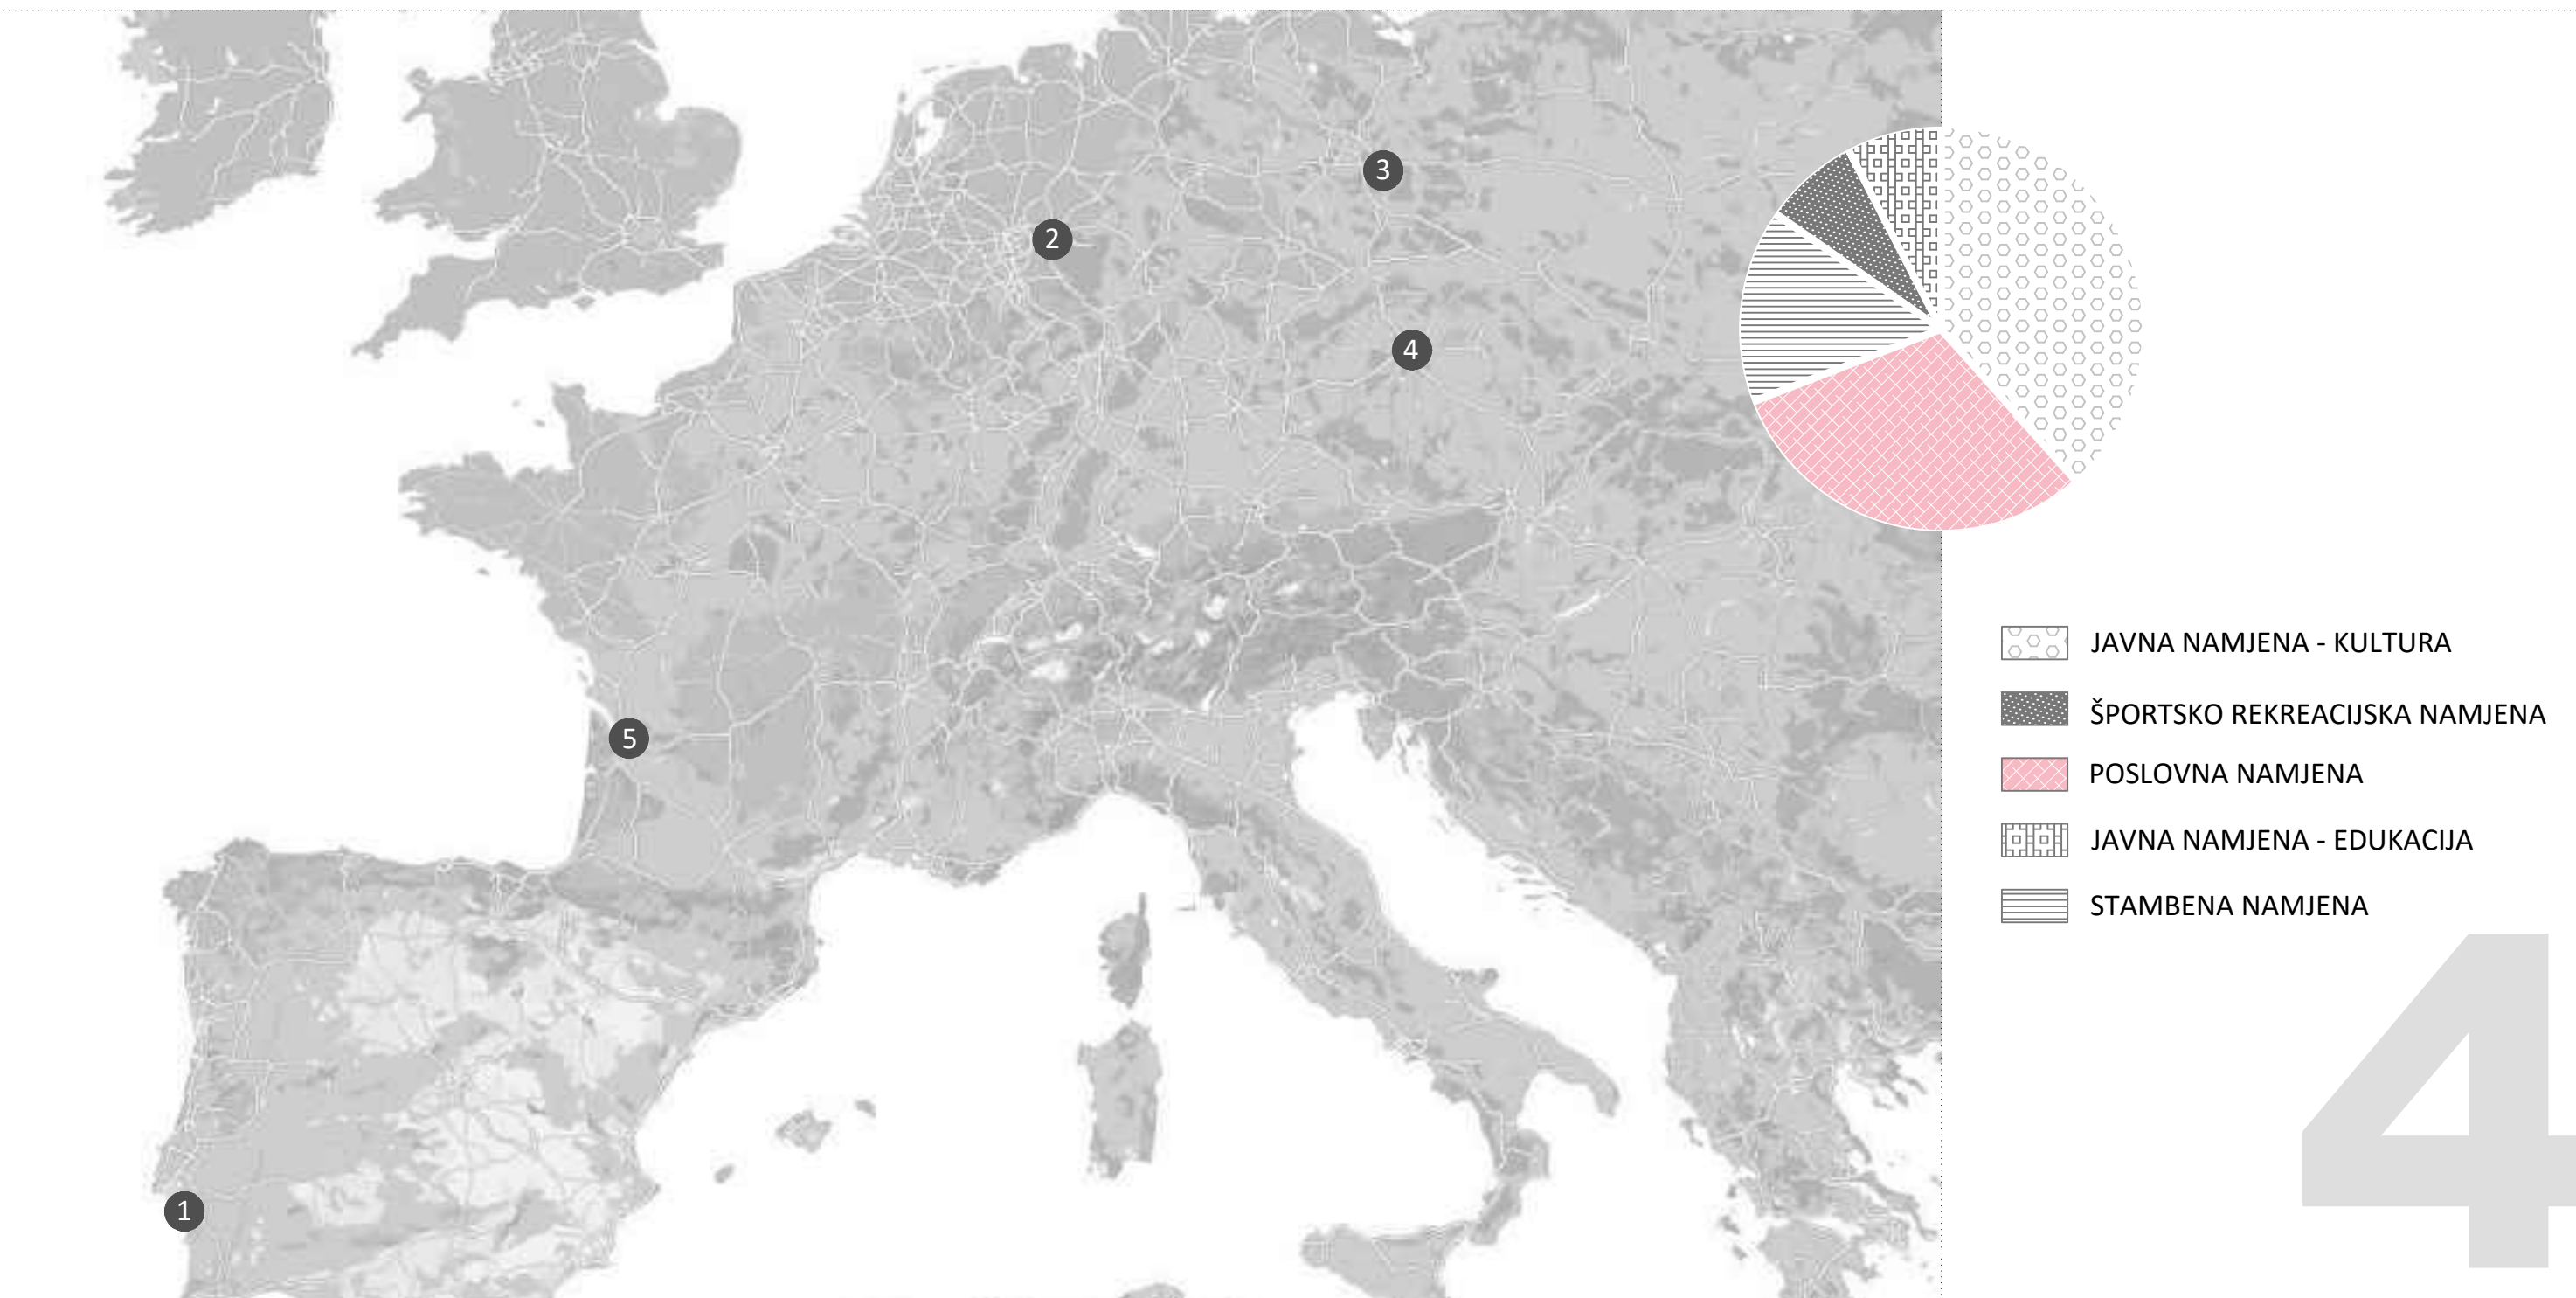 3
2
4
5
1
JAVNA NAMJENA - KULTURA
ŠPORTSKO REKREACIJSKA NAMJENA
POSLOVNA NAMJENA
JAVNA NAMJENA - EDUKACIJA
STAMBENA NAMJENA
4